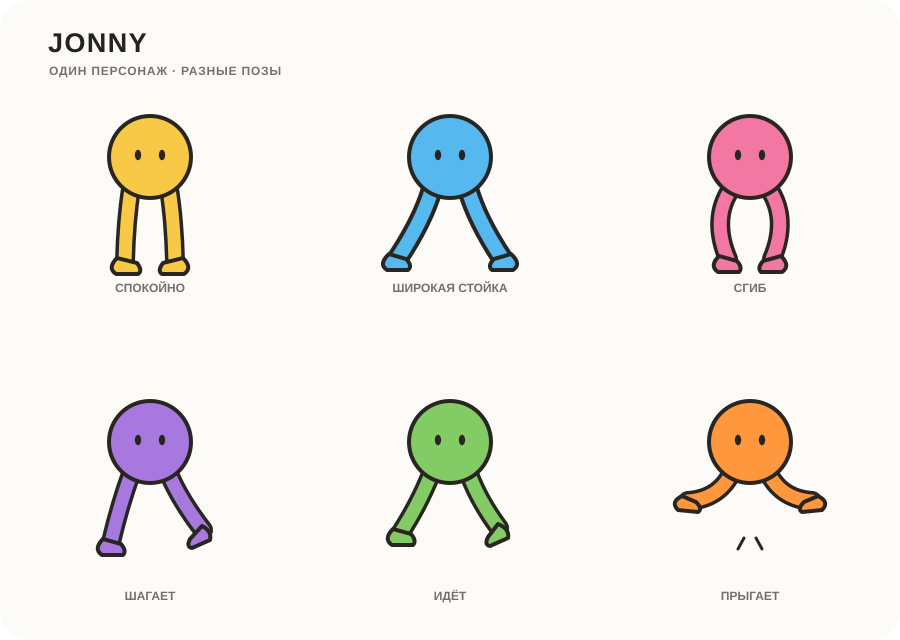 JONNY
ОДИН ПЕРСОНАЖ · РАЗНЫЕ ПОЗЫ
СПОКОЙНО
ШИРОКАЯ СТОЙКА
СГИБ
ШАГАЕТ
ИДЁТ
ПРЫГАЕТ